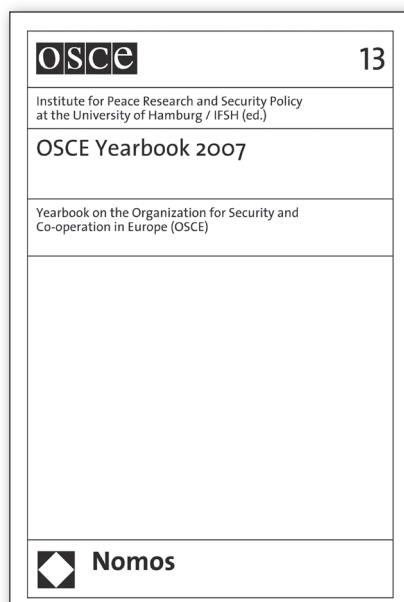 osce
13
Institute for Peace Research and Security Policy
at the University of Hamburg / IFSH (ed.)
OSCE Yearbook 2007
Yearbook on the Organization for Security and
Co-operation in Europe (OSCE)
Nomos